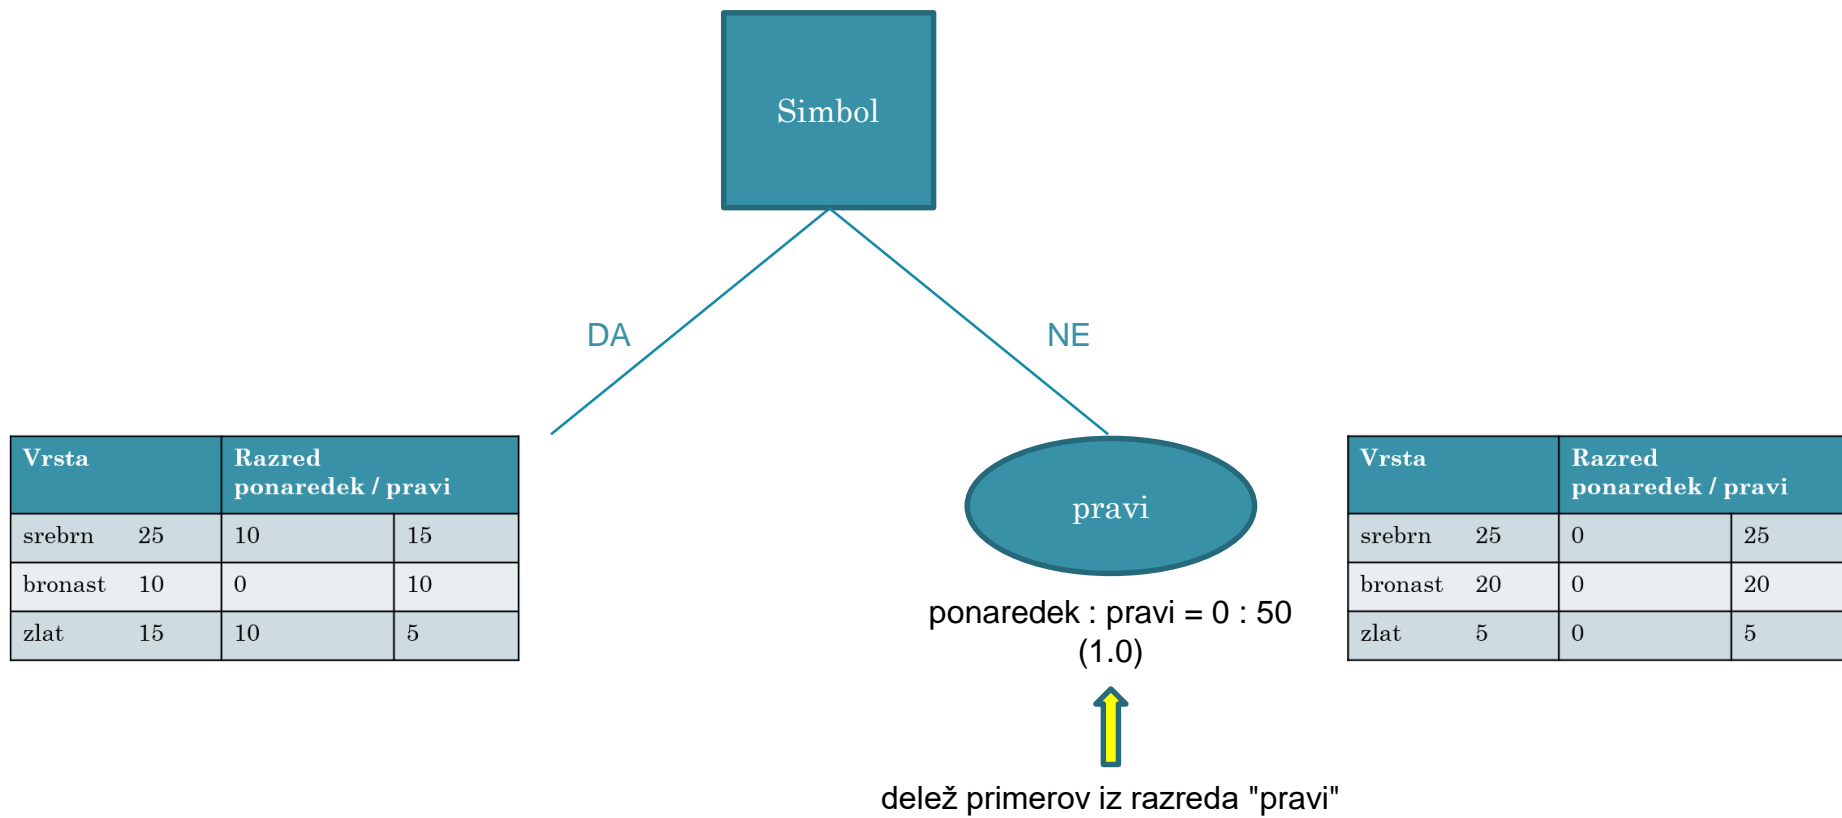 Simbol
DA
NE
Vrsta Razred
ponaredek / pravi
srebrn 25 10 15
bronast 10 0 10
zlat 15 10 5
pravi
ponaredek : pravi = 0 : 50
(1.0)
delež primerov iz razreda "pravi"
Vrsta Razred
ponaredek / pravi
srebrn 25 0 25
bronast 20 0 20
zlat 5 0 5